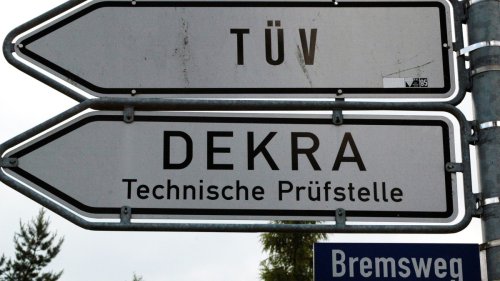 TÜV
DEKRA
Technische Prüfstelle
Bremsweg